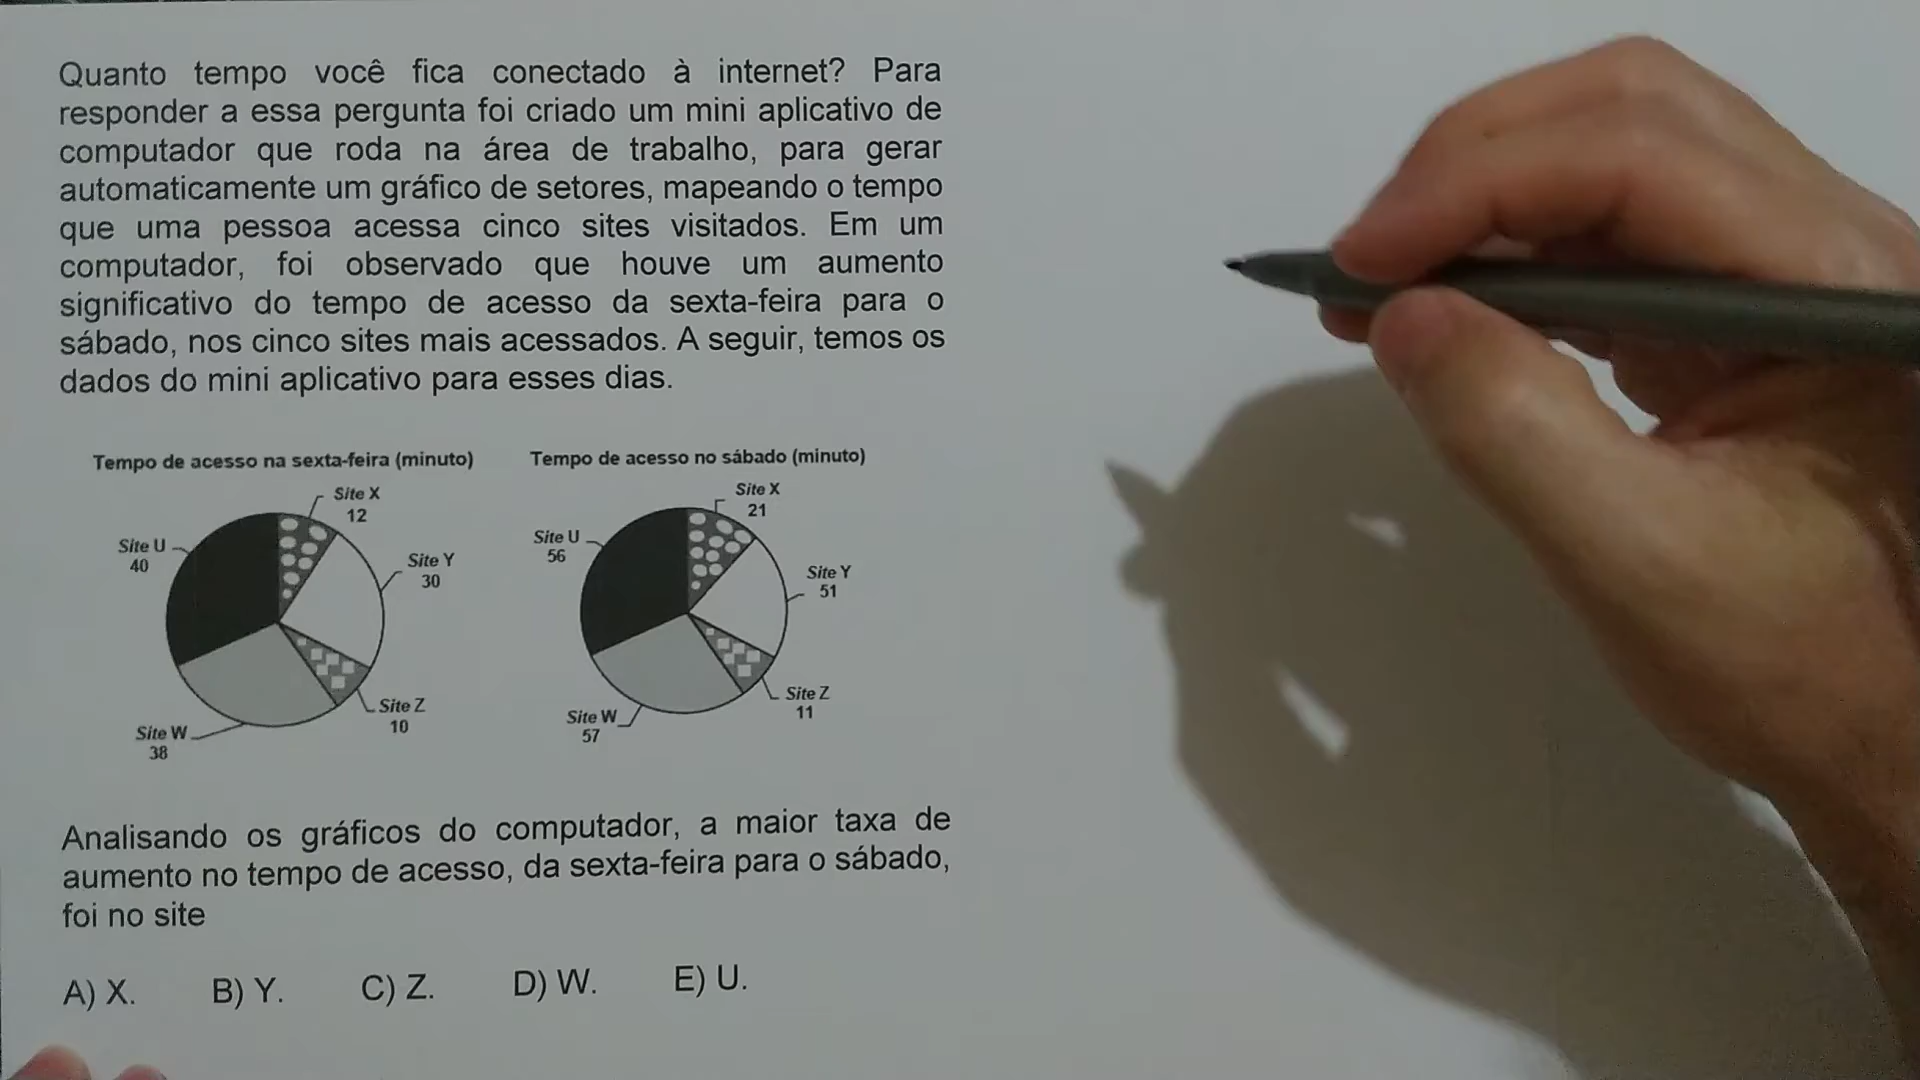 Quanto tempo você fica conectado à internet? Para
responder a essa pergunta foi criado um mini aplicativo de
computador que roda na área de trabalho, para gerar
automaticamente um gráfico de setores, mapeando o tempo
que uma pessoa acessa cinco sites visitados. Em um
computador, foi observado que houve um aumento
significativo do tempo de acesso da sexta-feira para o
sábado, nos cinco sites mais acessados. A seguir, temos os
dados do mini aplicativo para esses dias.
Tempo de acesso na sexta-feira (minuto)
Site X
12
Site U
40
Site Y
30
Site Z
10
Site W
38
Tempo de acesso no sábado (minuto)
Site X
21
Site U
56
Site Y
51
Site Z
11
Site W
57
Analisando os gráficos do computador, a maior taxa de
aumento no tempo de acesso, da sexta-feira para o sábado,
foi no site
A) X. B) Y. C) Z. D) W. E) U.